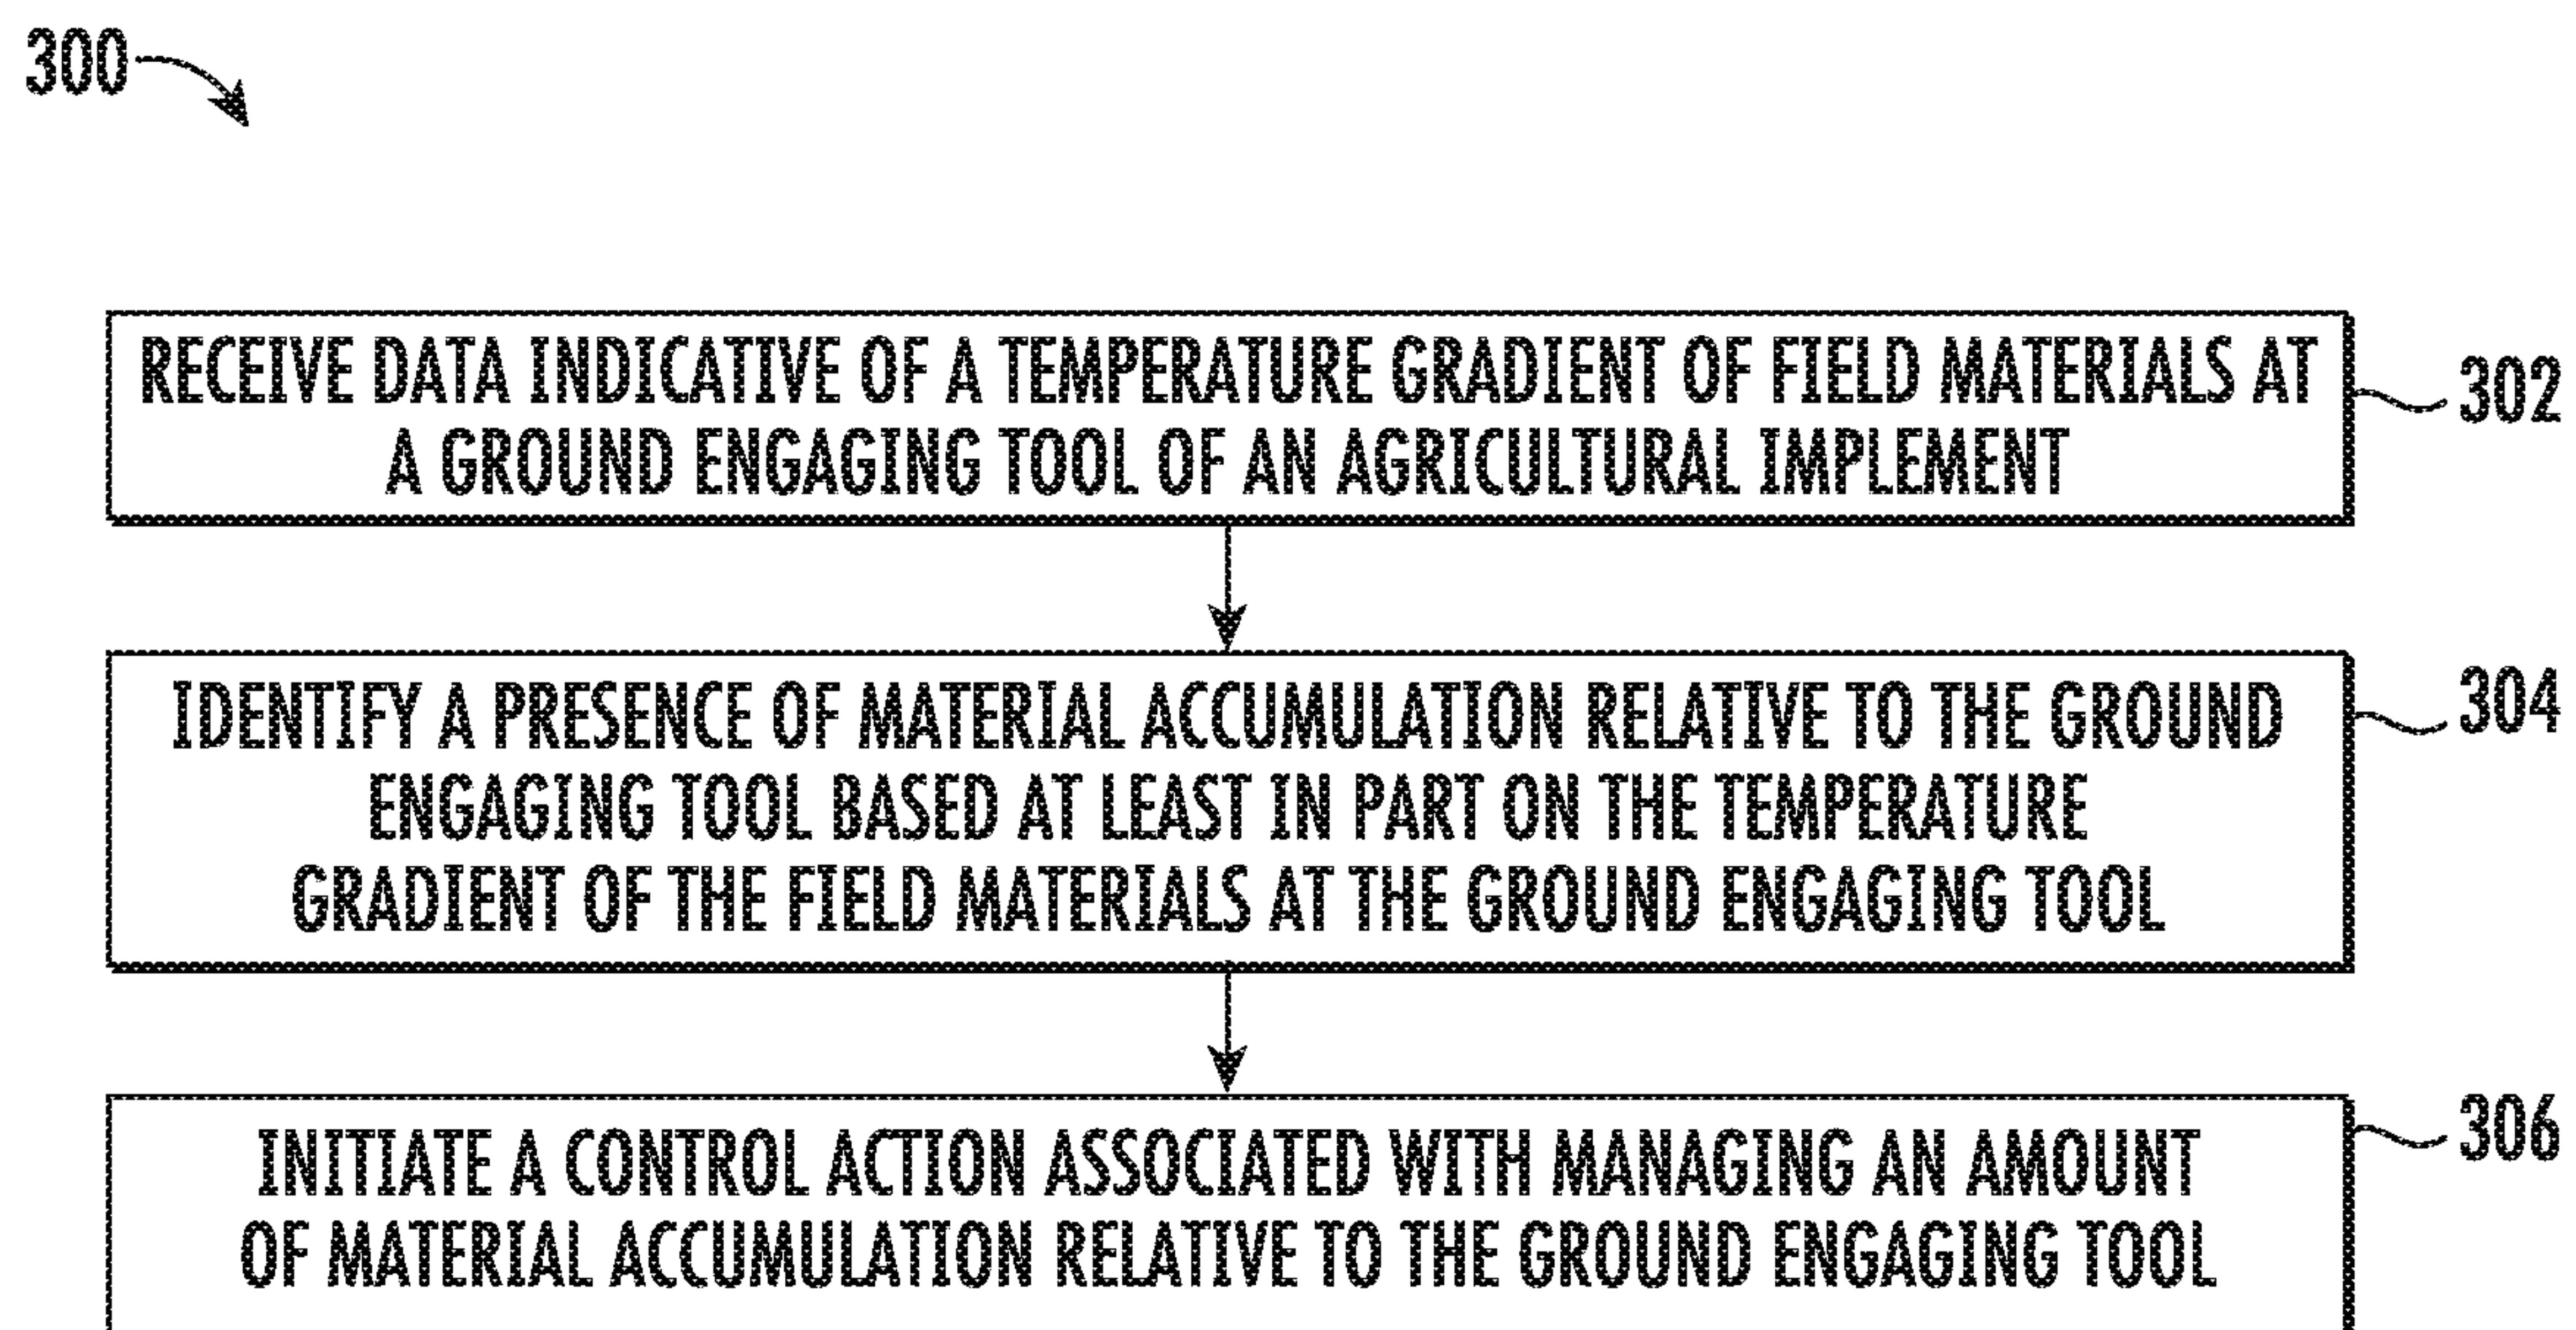 300
RECEIVE DATA INDICATIVE OF A TEMPERATURE GRADIENT OF FIELD MATERIALS AT
A GROUND ENGAGING TOOL OF AN AGRICULTURAL IMPLEMENT
302
IDENTIFY A PRESENCE OF MATERIAL ACCUMULATION RELATIVE TO THE GROUND
ENGAGING TOOL BASED AT LEAST IN PART ON THE TEMPERATURE
GRADIENT OF THE FIELD MATERIALS AT THE GROUND ENGAGING TOOL
304
INITIATE A CONTROL ACTION ASSOCIATED WITH MANAGING AN AMOUNT
OF MATERIAL ACCUMULATION RELATIVE TO THE GROUND ENGAGING TOOL
306